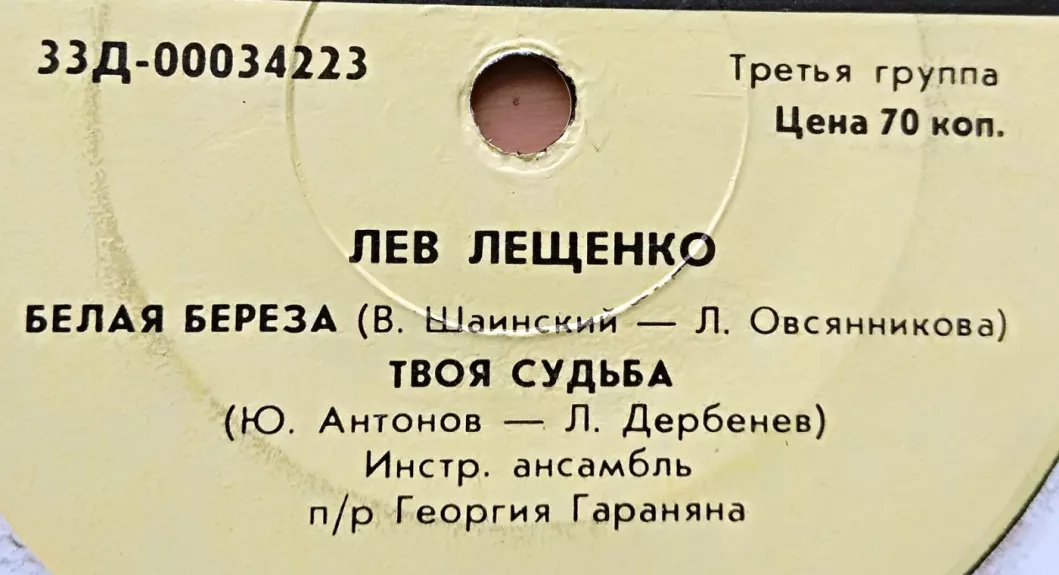 33Д-00034223
Третья группа
Цена 70 коп.
ЛЕВ ЛЕЩЕНКО
БЕЛАЯ БЕРЕЗА (В. Шаинский — Л. Овсянникова)
ТВОЯ СУДЬБА
(Ю. Антонов — Л. Дербенев)
Инстр. ансамбль
п/р Георгия Гараняна